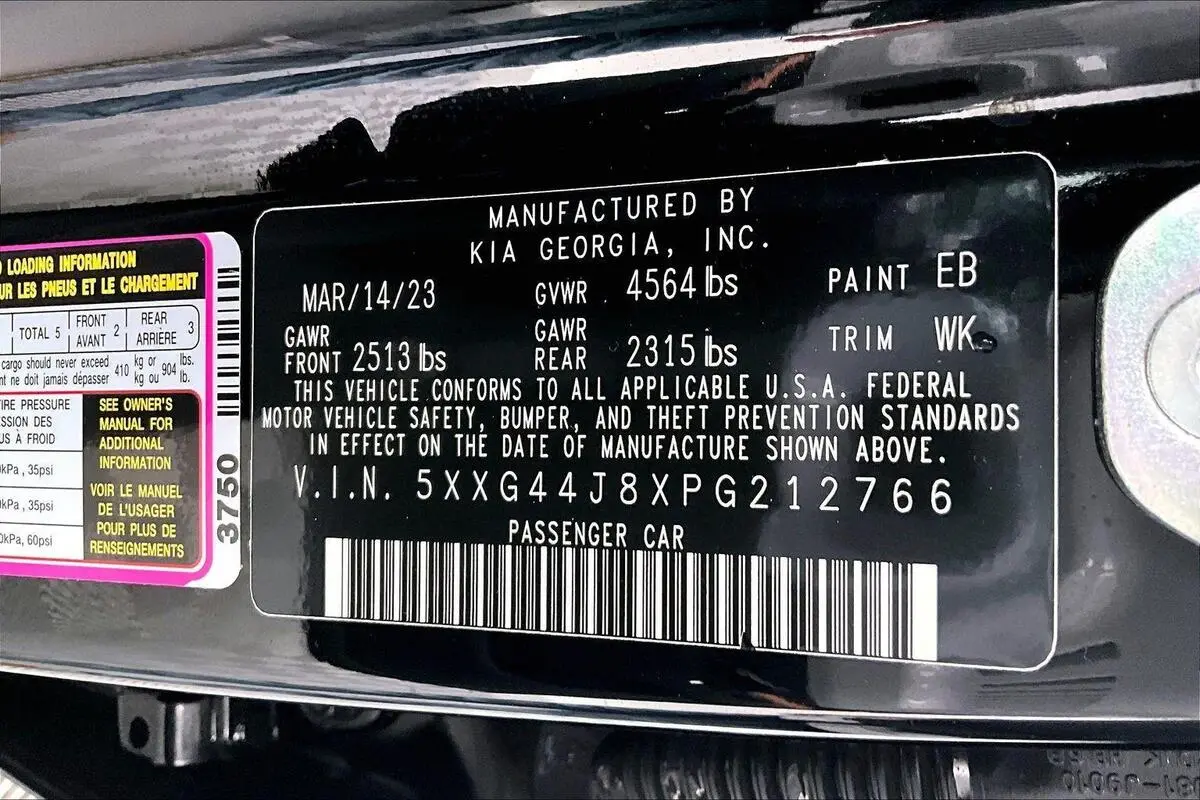 MANUFACTURED BY
KIA GEORGIA, INC.
MAR/14/23 GVWR 4564 lbs PAINT EB
GAWR FRONT 2513 lbs GAWR REAR 2315 lbs TRIM WK
THIS VEHICLE CONFORMS TO ALL APPLICABLE U.S.A. FEDERAL
MOTOR VEHICLE SAFETY, BUMPER, AND THEFT PREVENTION STANDARDS
IN EFFECT ON THE DATE OF MANUFACTURE SHOWN ABOVE.
V.I.N. 5XXG44J8XPG212766
PASSENGER CAR
LOADING INFORMATION
UR LES PNEUS ET LE CHARGEMENT
TOTAL 5 FRONT AVANT 2 REAR ARRIÈRE 3
cargo should never exceed 410 kg or 904 lbs.
nt ne doit jamais dépasser kg ou lb.
IRE PRESSURE
ESSION DES
US À FROID
kPa, 35psi
kPa, 35psi
0kPa, 60psi
SEE OWNER'S
MANUAL FOR
ADDITIONAL
INFORMATION
VOIR LE MANUEL
DE L'USAGER
POUR PLUS DE
RENSEIGNEMENTS
3750